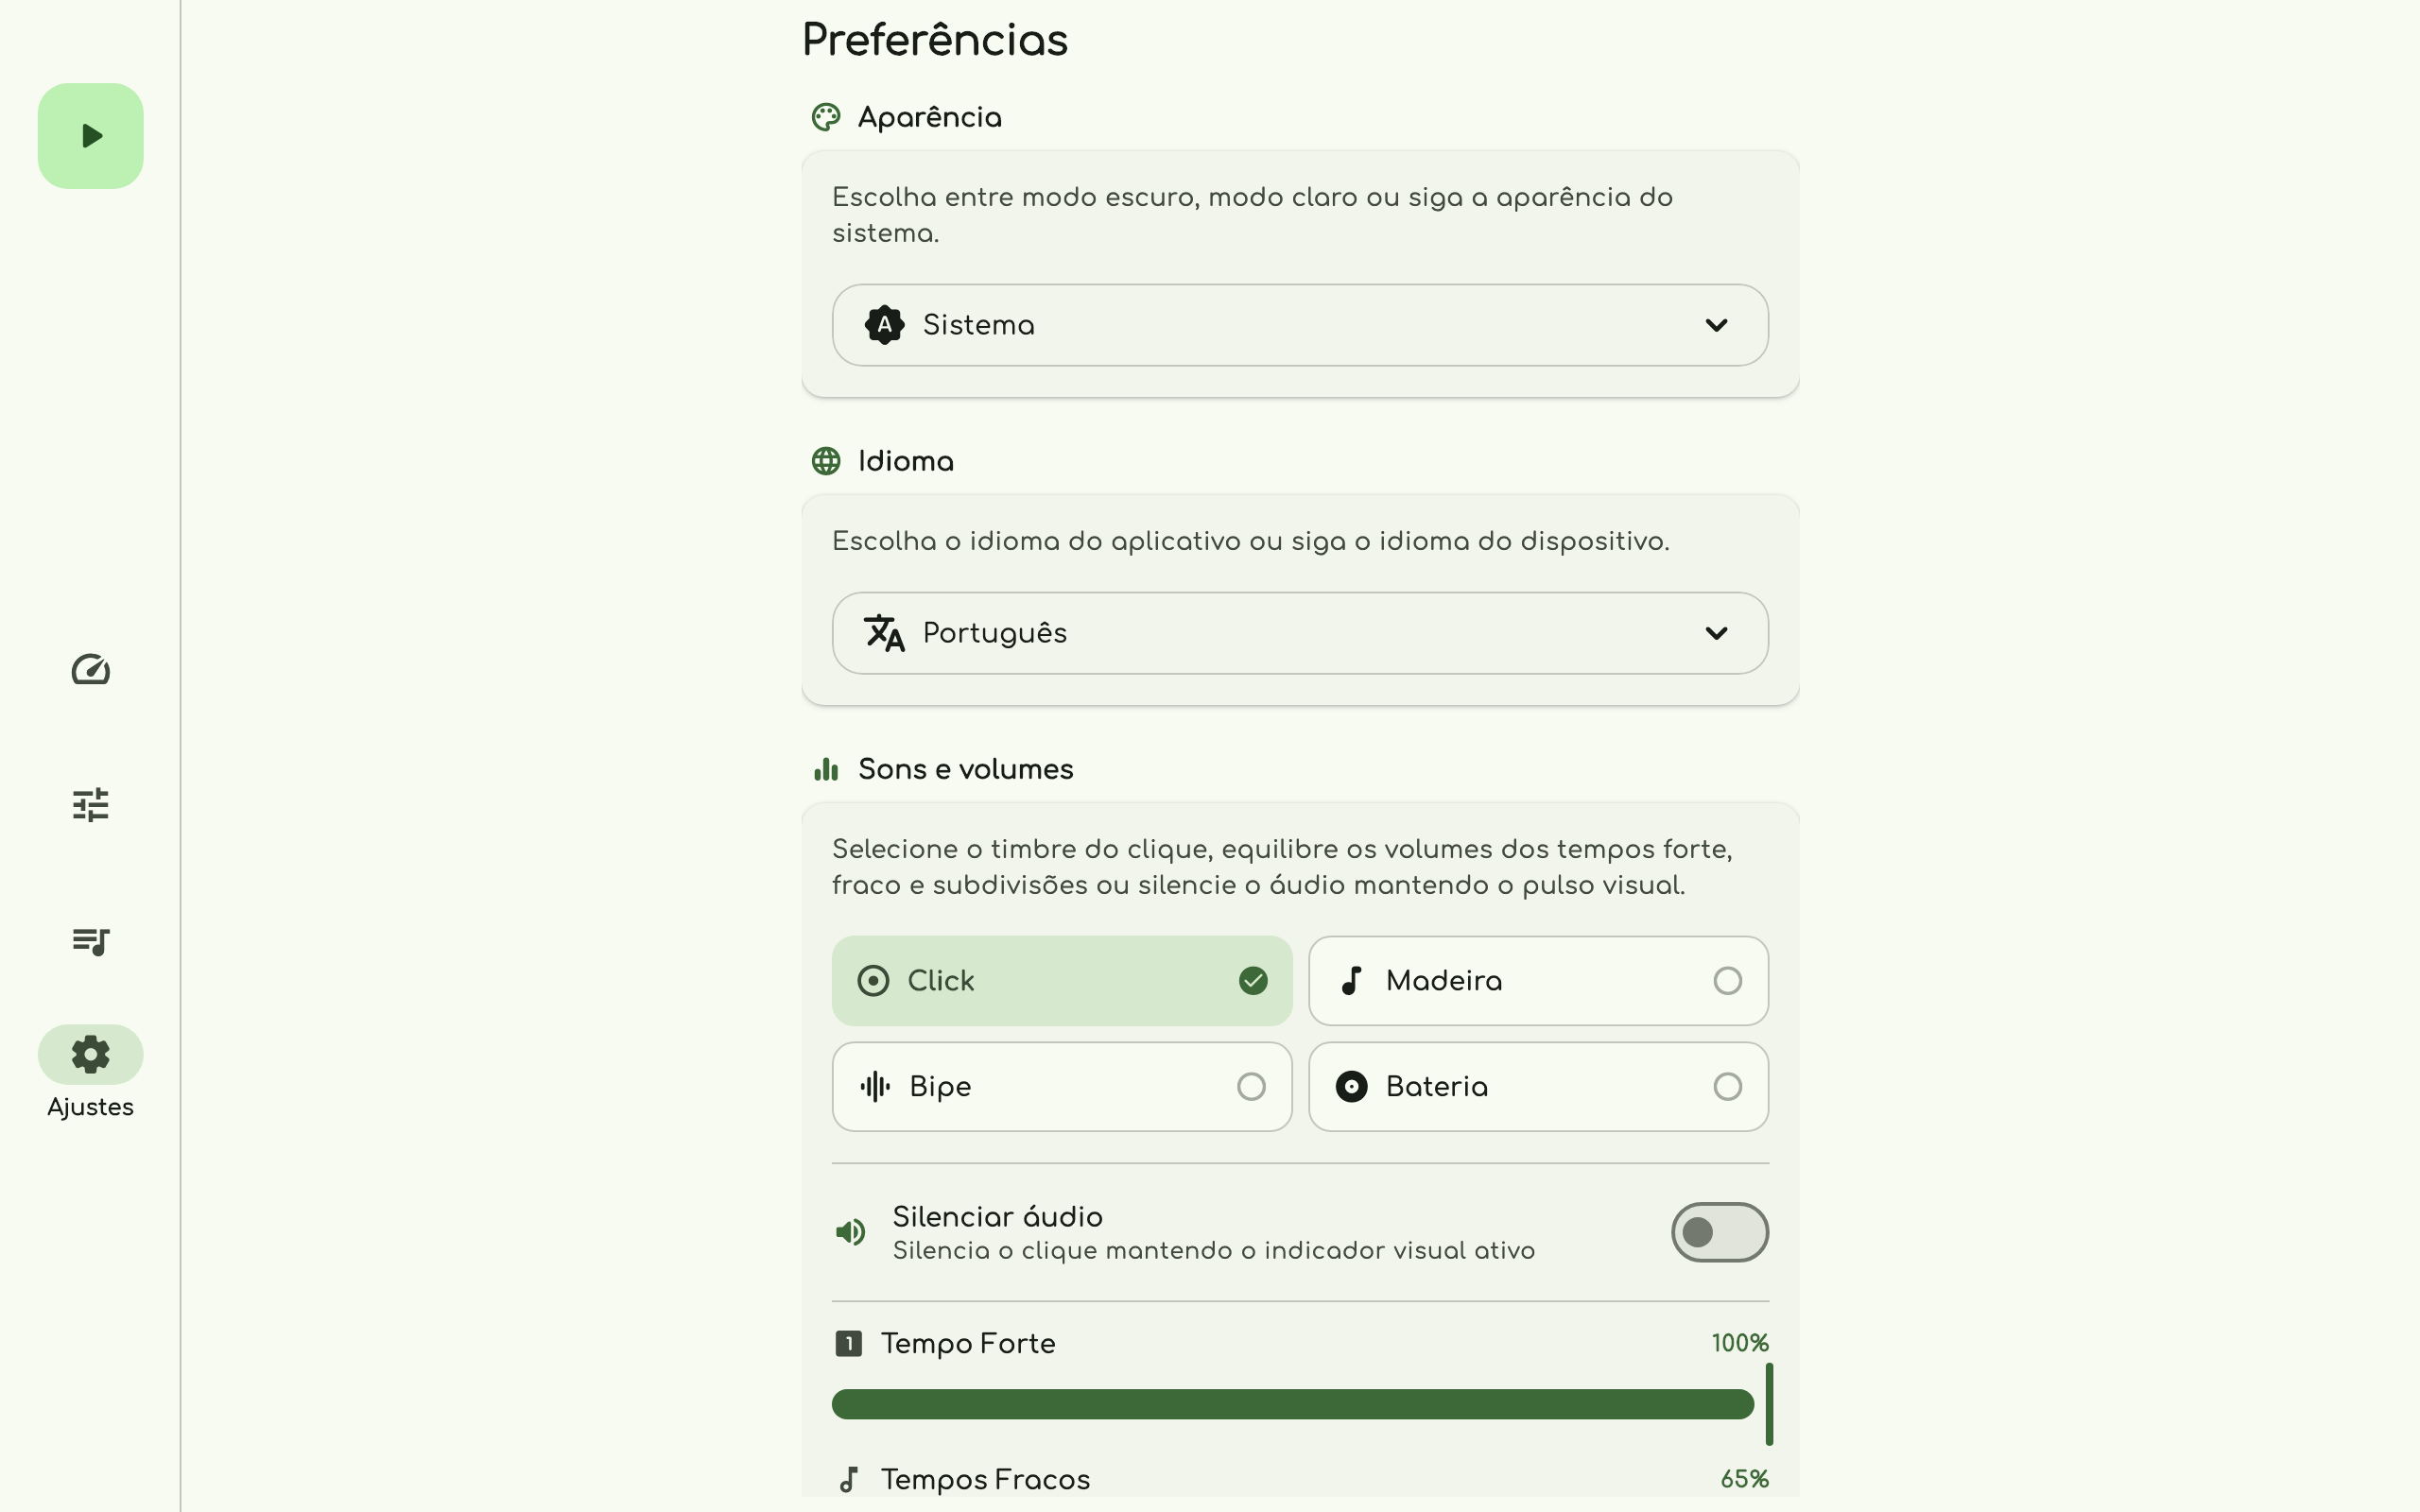 Preferências
Aparência
Escolha entre modo escuro, modo claro ou siga a aparência do
sistema.
Sistema
Idioma
Escolha o idioma do aplicativo ou siga o idioma do dispositivo.
Português
Sons e volumes
Selecione o timbre do clique, equilibre os volumes dos tempos forte,
fraco e subdivisões ou silencie o áudio mantendo o pulso visual.
Click
Madeira
Bipe
Bateria
Ajustes
Silenciar áudio
Silencia o clique mantendo o indicador visual ativo
Tempo Forte
100%
Tempos Fracos
65%